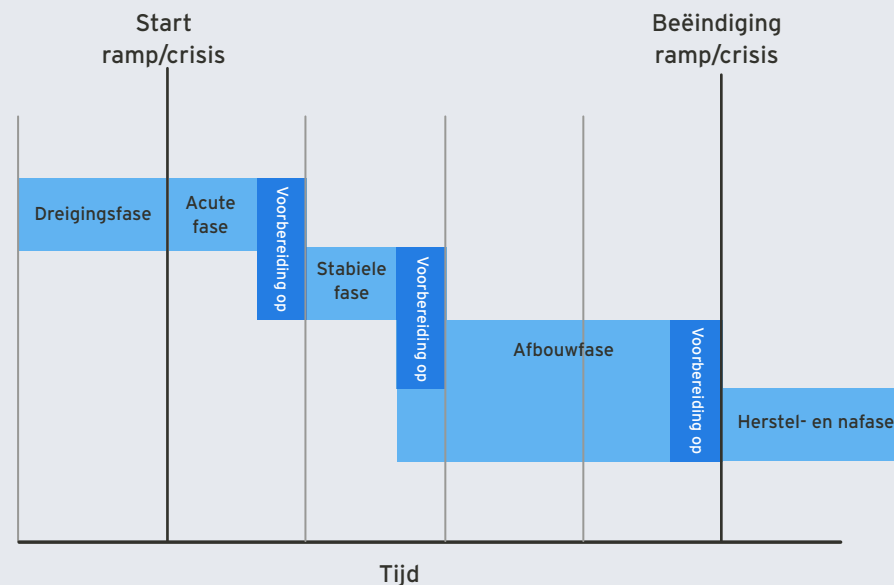 Start
ramp/crisis
Beëindiging
ramp/crisis
Dreigingsfase
Acute
fase
Voorbereiding op
Stabiele
fase
Voorbereiding op
Afbouwfase
Voorbereiding op
Herstel- en nafase
Tijd